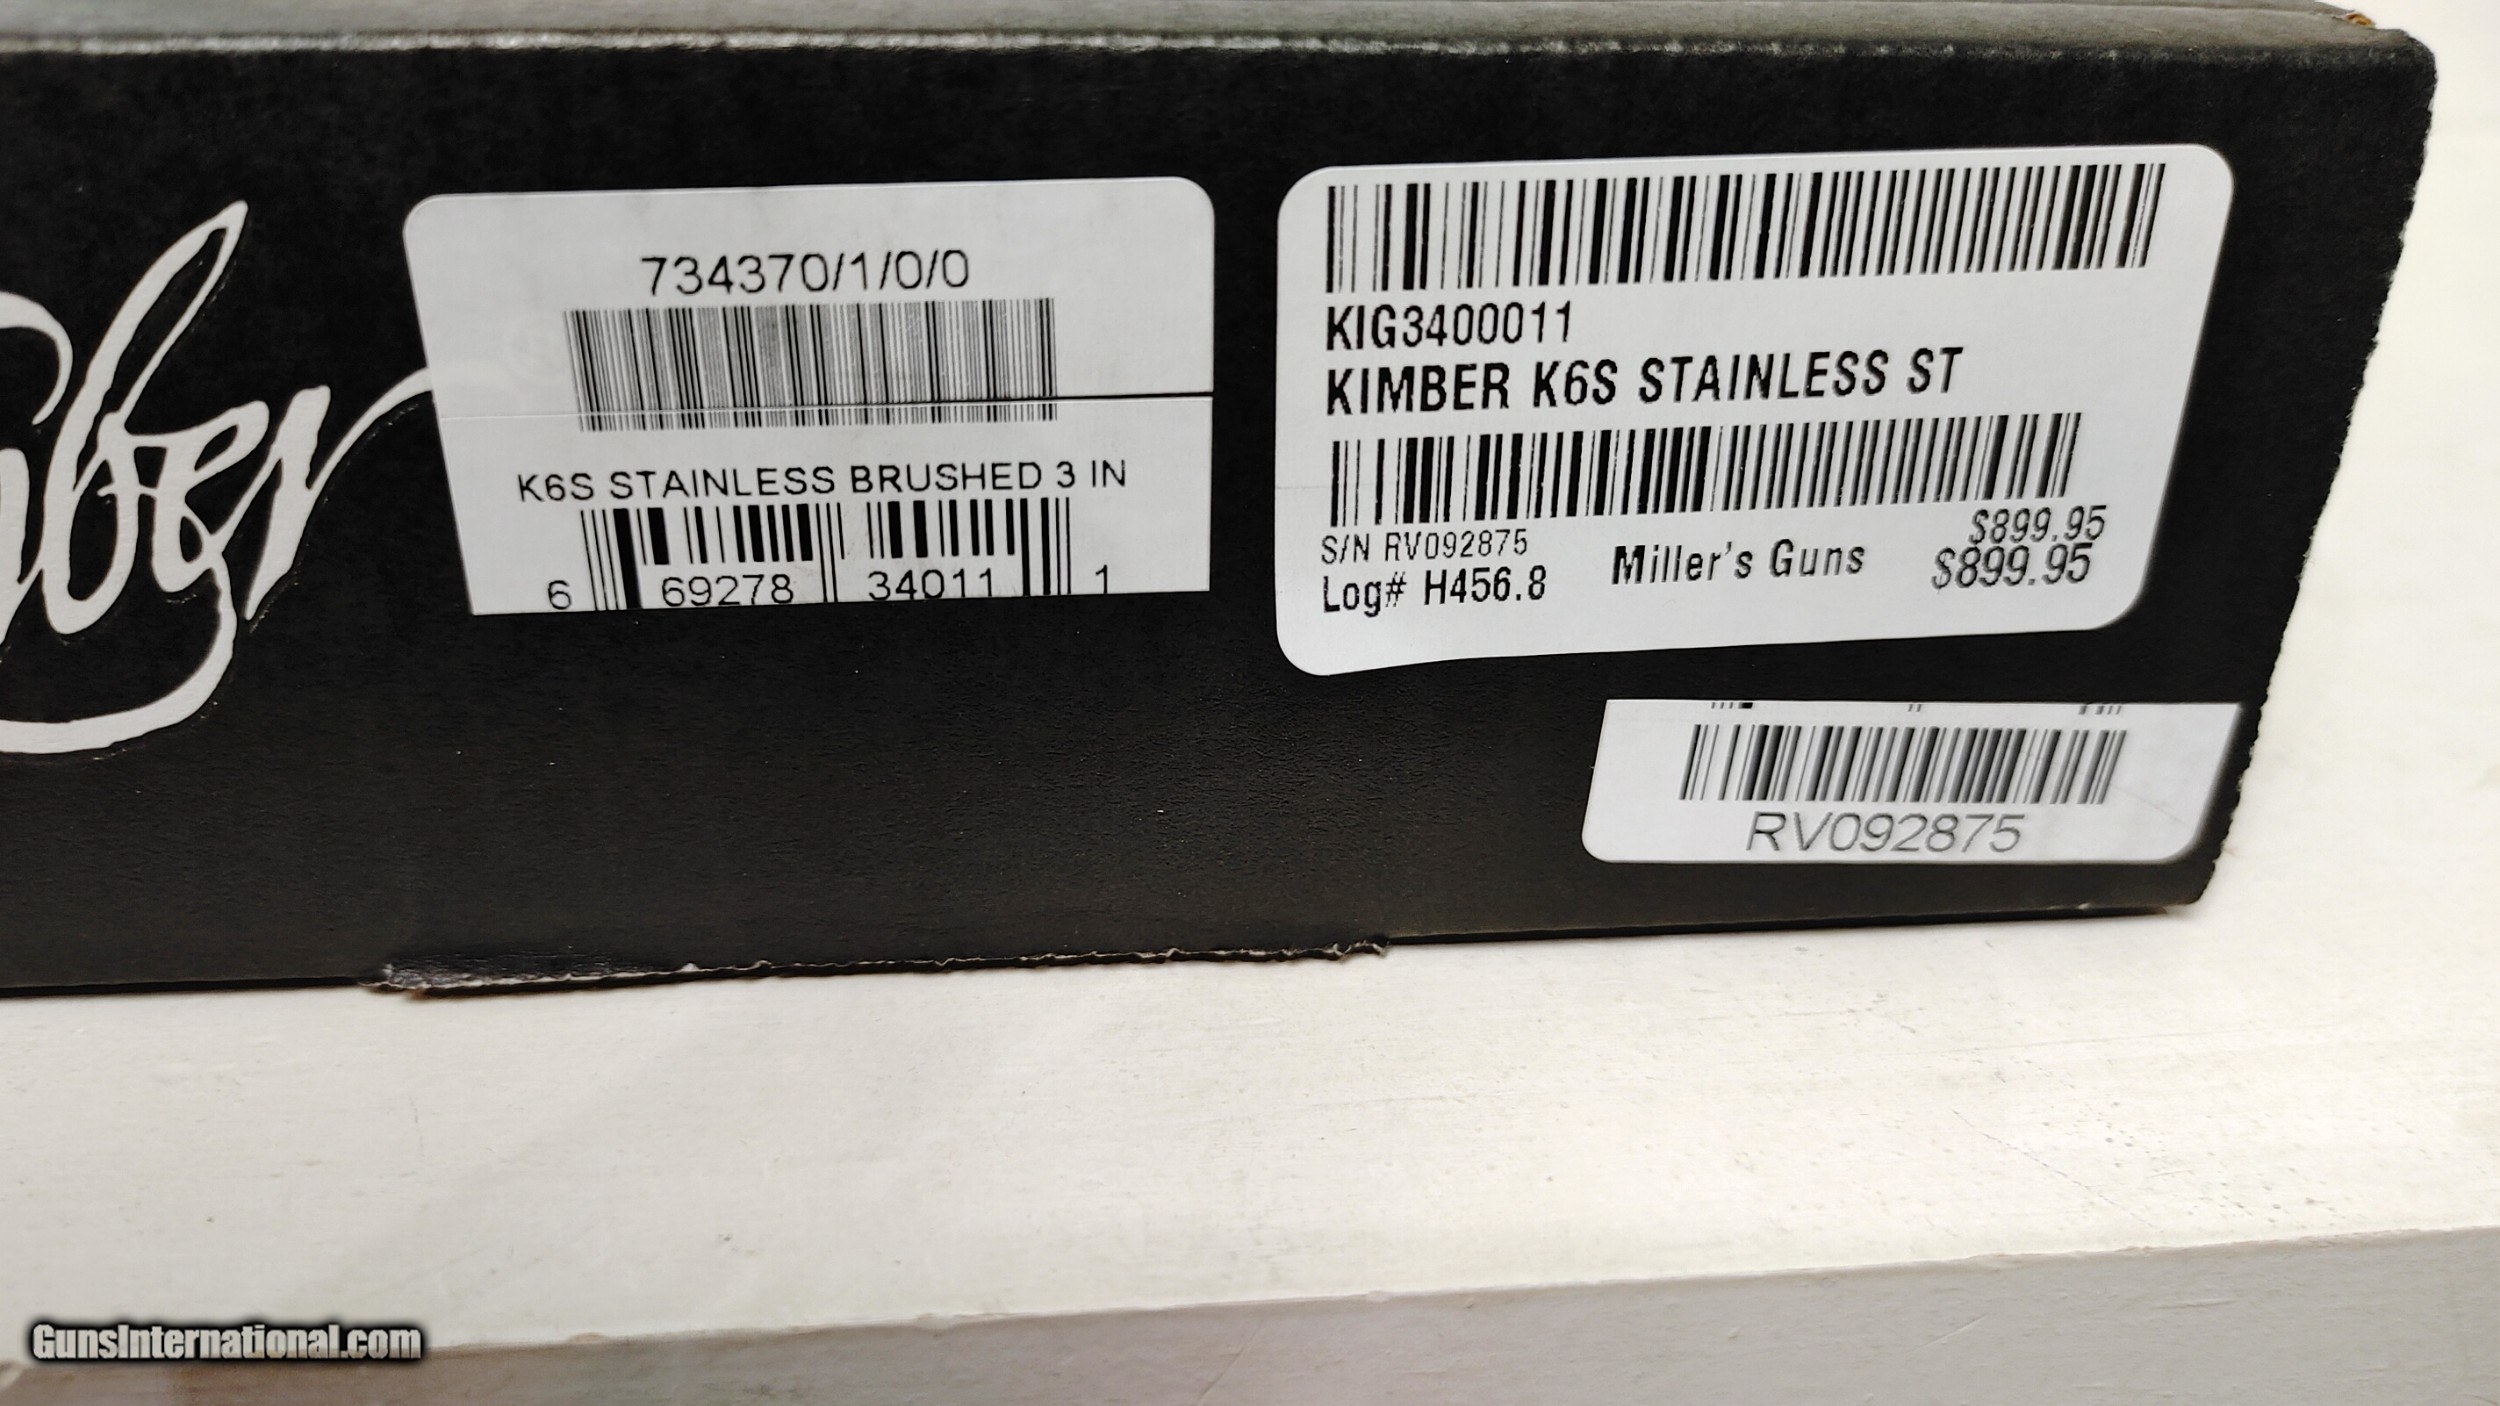 734370/1/0/0
K6S STAINLESS BRUSHED 3 IN
6 69278 34011 1
KIG3400011
KIMBER K6S STAINLESS ST
$899.95
S/N RV092875
Log# H456.8 Miller's Guns $899.95
RV092875
GunsInternational.com